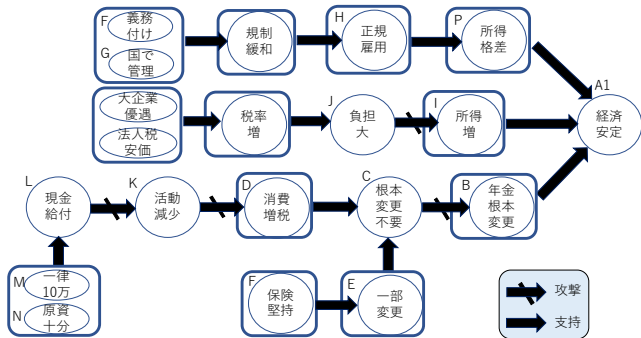 F
義務
付け
G
国で
管理
規制
緩和
H
正規
雇用
P
所得
格差
A1
経済
安定
大企業
優遇
法人税
安価
税率
増
J
負担
大
I
所得
増
L
現金
給付
K
活動
減少
D
消費
増税
C
根本
変更
不要
B
年金
根本
変更
M
一律
10万
N
原資
十分
F
保険
堅持
E
一部
変更
攻撃
支持